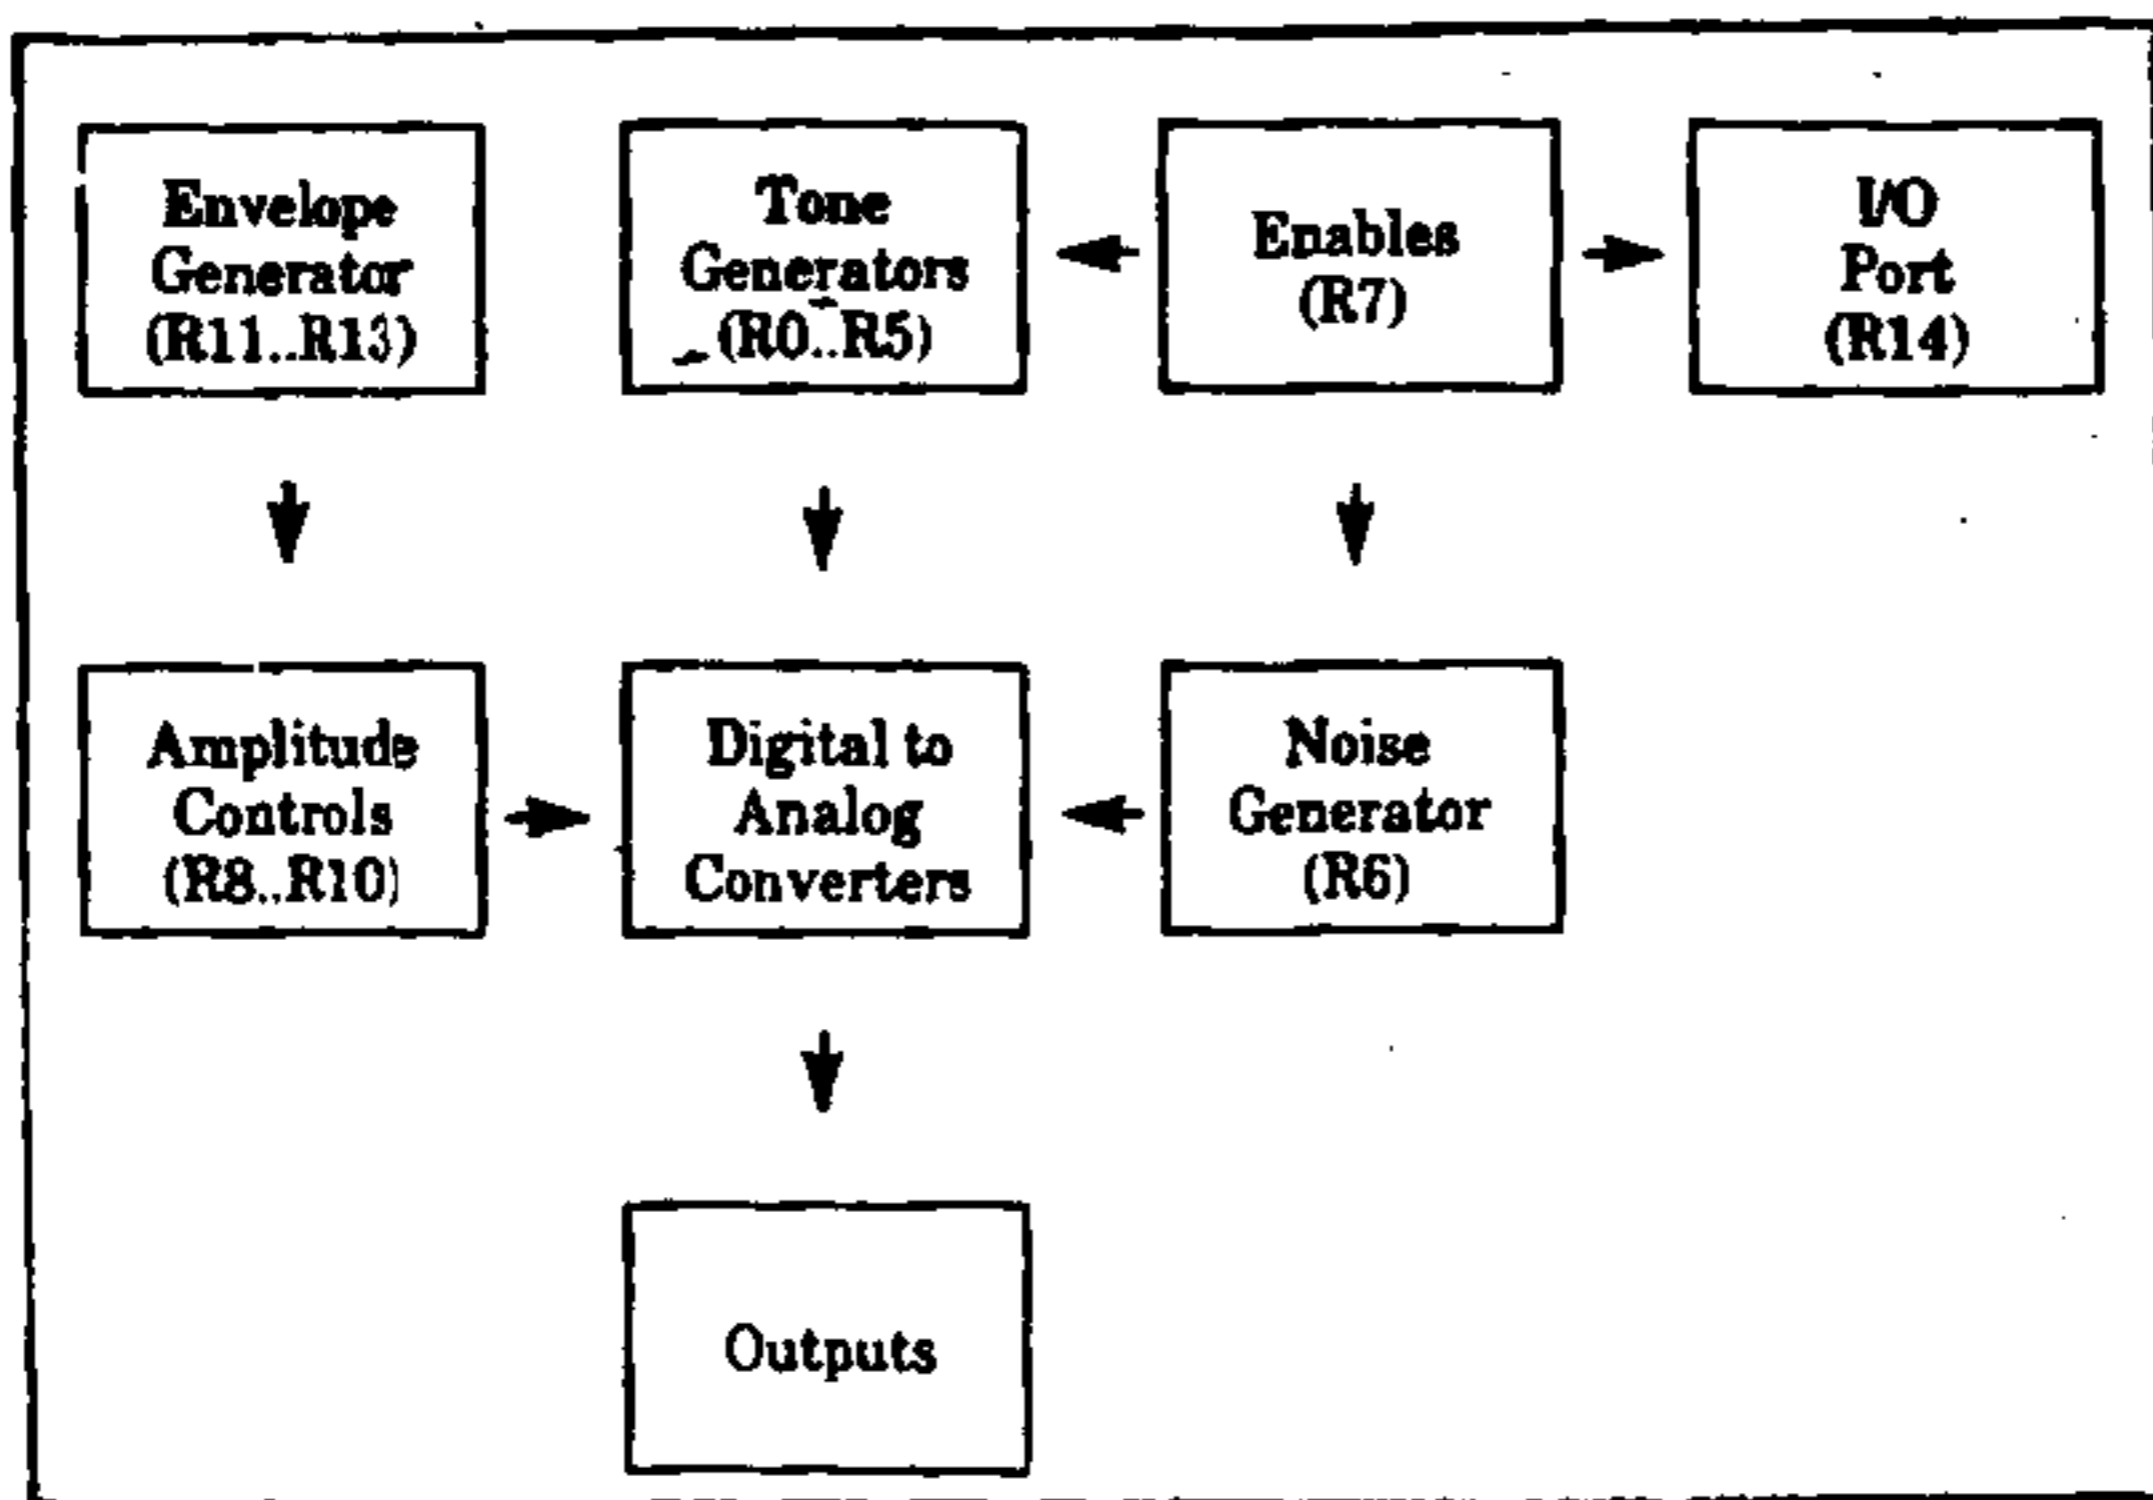 Envelope
Generator
(R11..R13)
Tone
Generators
(R0..R5)
Enables
(R7)
I/O
Port
(R14)
Amplitude
Controls
(R8..R10)
Digital to
Analog
Converters
Noise
Generator
(R6)
Outputs